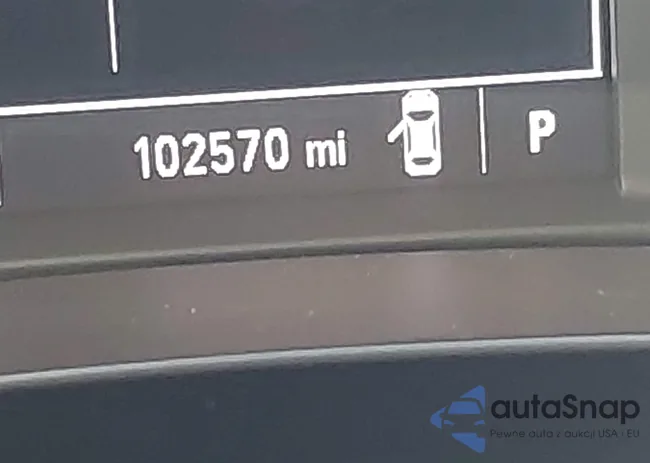 102570 mi P
autaSnap
Pewne auta z aukcji USA i EU